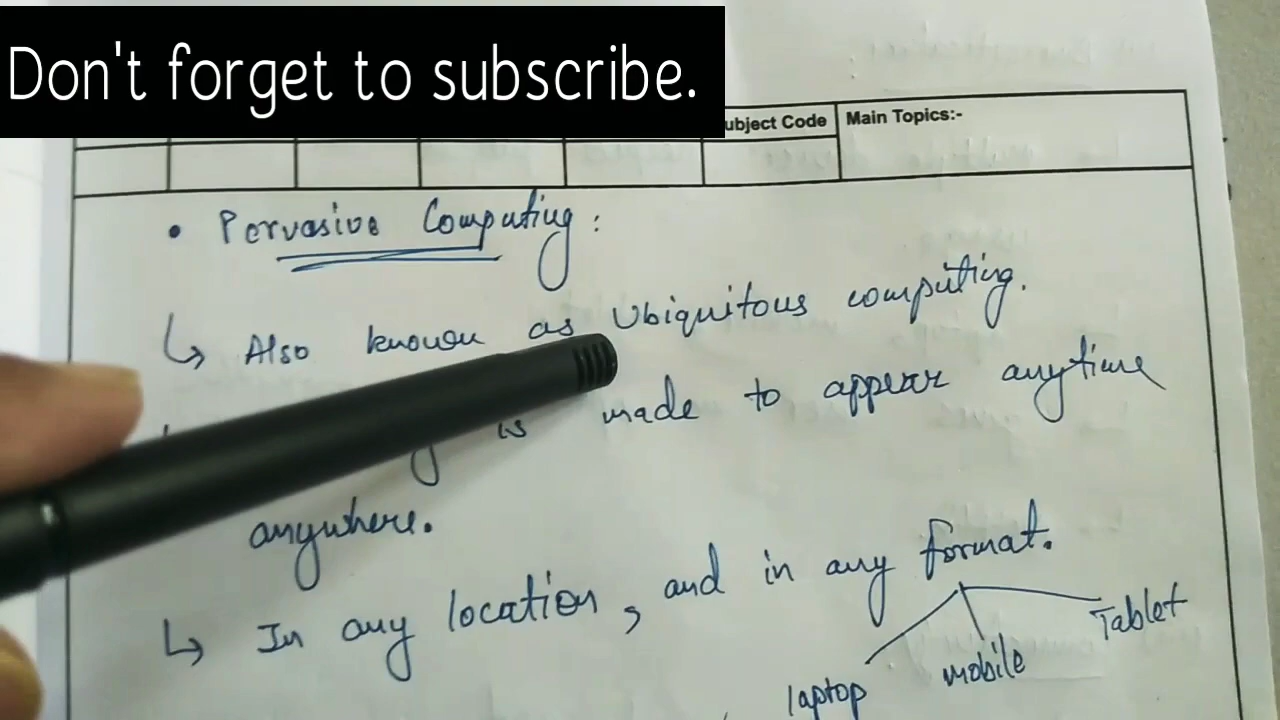 Don't forget to subscribe.
ubject Code
Main Topics:-
• Pervasive Computing:
↳ Also known as Ubiquitous computing.
is made to appear anytime
anywhere.
↳ In any location, and in any format.
laptop mobile Tablet